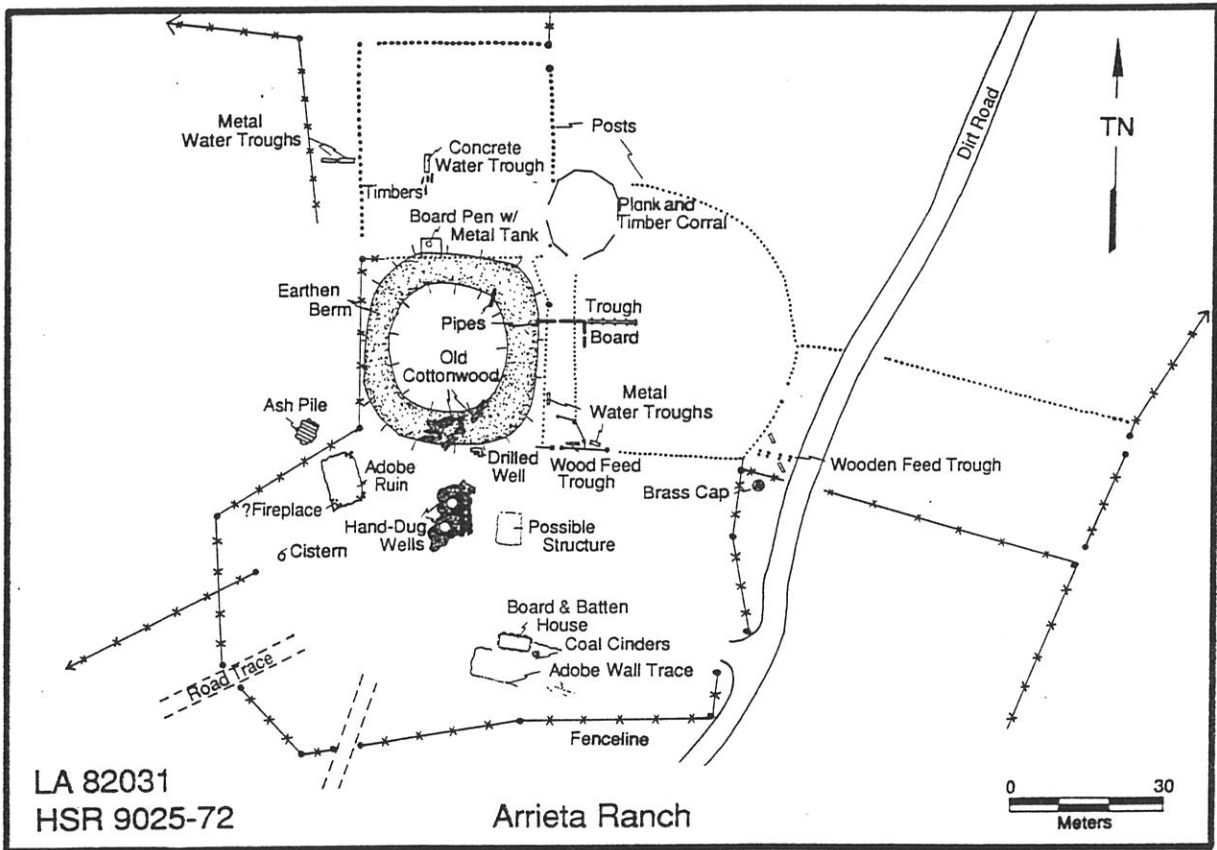 Metal
Water Troughs
Concrete
Water Trough
Timbers
Posts
Dirt Road
TN
Board Pen w/
Metal Tank
Plank and
Timber Corral
Earthen
Berm
Pipes
Trough
Board
Old
Cottonwood
Ash Pile
Metal
Water Troughs
Adobe
Ruin
?Fireplace
Drilled
Well
Wood Feed
Trough
Wooden Feed Trough
Brass Cap
Hand-Dug
Wells
Possible
Structure
Cistern
Board & Batten
House
Coal Cinders
Adobe Wall Trace
Road Trace
Fenceline
LA 82031
HSR 9025-72
Arrieta Ranch
0 30
Meters